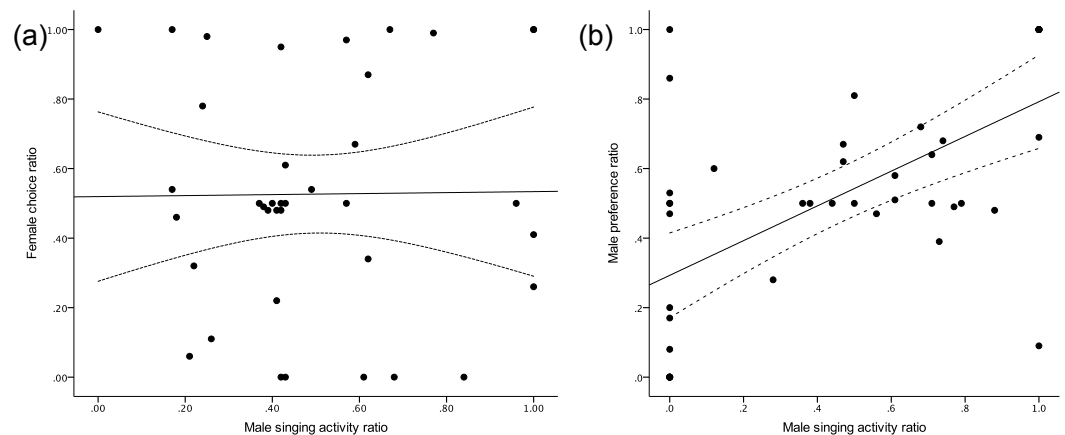 (a)
Female choice ratio
1.00
.80
.60
.40
.20
.00
.00 .20 .40 .60 .80 1.00
Male singing activity ratio
(b)
Male preference ratio
1.0
.8
.6
.4
.2
.0
.0 .2 .4 .6 .8 1.0
Male singing activity ratio